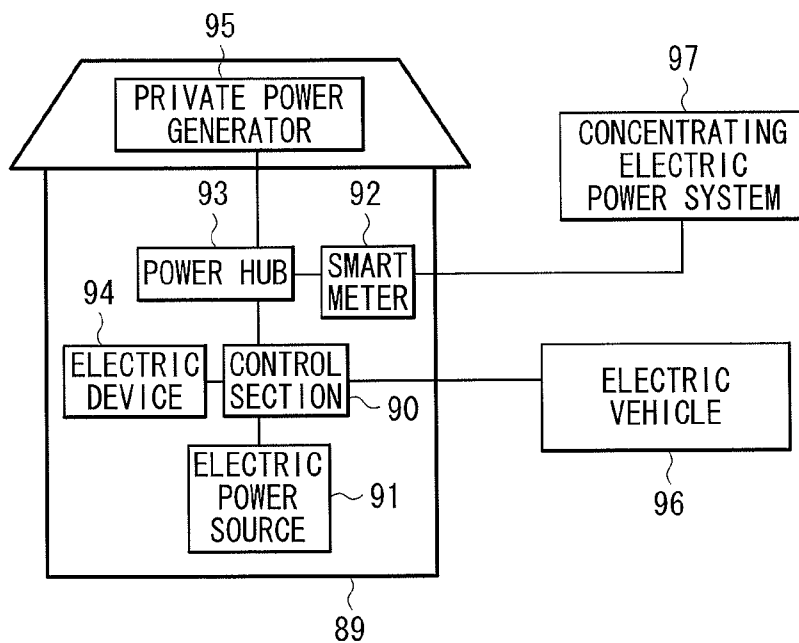 95
PRIVATE POWER
GENERATOR
97
CONCENTRATING
ELECTRIC
POWER SYSTEM
93
92
POWER HUB
SMART
METER
94
ELECTRIC
DEVICE
CONTROL
SECTION
90
ELECTRIC
VEHICLE
96
ELECTRIC
POWER
SOURCE
91
89